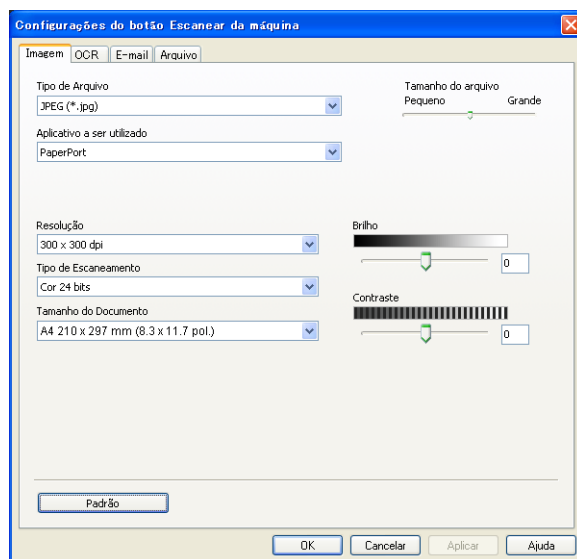 Configurações do botão Escanear da máquina
Imagem OCR E-mail Arquivo
Tipo de Arquivo
JPEG (*.jpg)
Tamanho do arquivo
Pequeno Grande
Aplicativo a ser utilizado
PaperPort
Resolução
300 x 300 dpi
Brilho
0
Tipo de Escaneamento
Cor 24 bits
Contraste
0
Tamanho do Documento
A4 210 x 297 mm (8.3 x 11.7 pol.)
Padrão
OK Cancelar Aplicar Ajuda